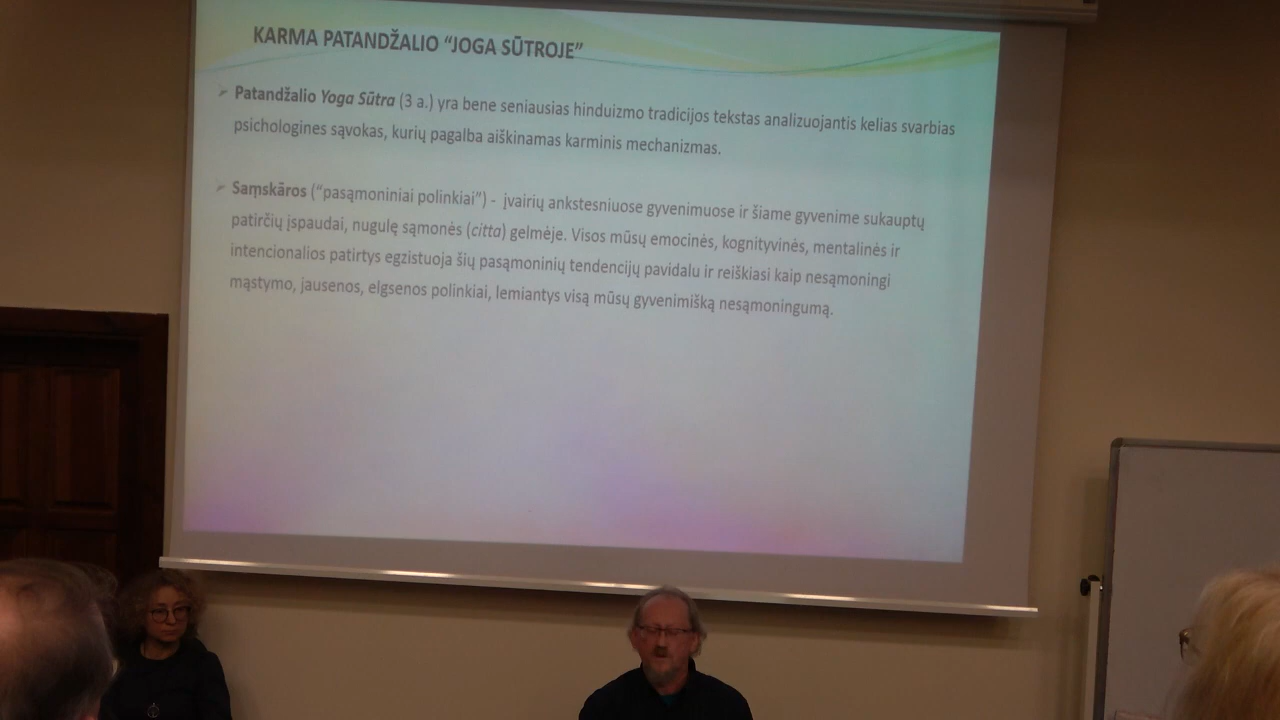 KARMA PATANDŽALIO “JOGA SŪTROJE”
Patandžalio Yoga Sūtra (3 a.) yra bene seniausias hinduizmo tradicijos tekstas analizuojantis kelias svarbias
psichologines sąvokas, kurių pagalba aiškinamas karminis mechanizmas.
Saṃskāros (“pasąmoniniai polinkiai”) - įvairių ankstesniuose gyvenimuose ir šiame gyvenime sukauptų
patirčių įspaudai, nugulę sąmonės (citta) gelmėje. Visos mūsų emocinės, kognityvinės, mentalinės ir
intencionalios patirtys egzistuoja šių pasąmoninių tendencijų pavidalu ir reiškiasi kaip nesąmoningi
mąstymo, jausenos, elgsenos polinkiai, lemiantys visą mūsų gyvenimišką nesąmoningumą.